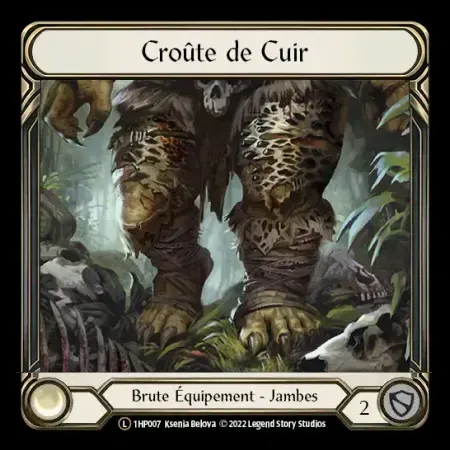 Croûte de Cuir
Brute Équipement - Jambes
2
L 1HP007 Ksenia Belova © 2022 Legend Story Studios